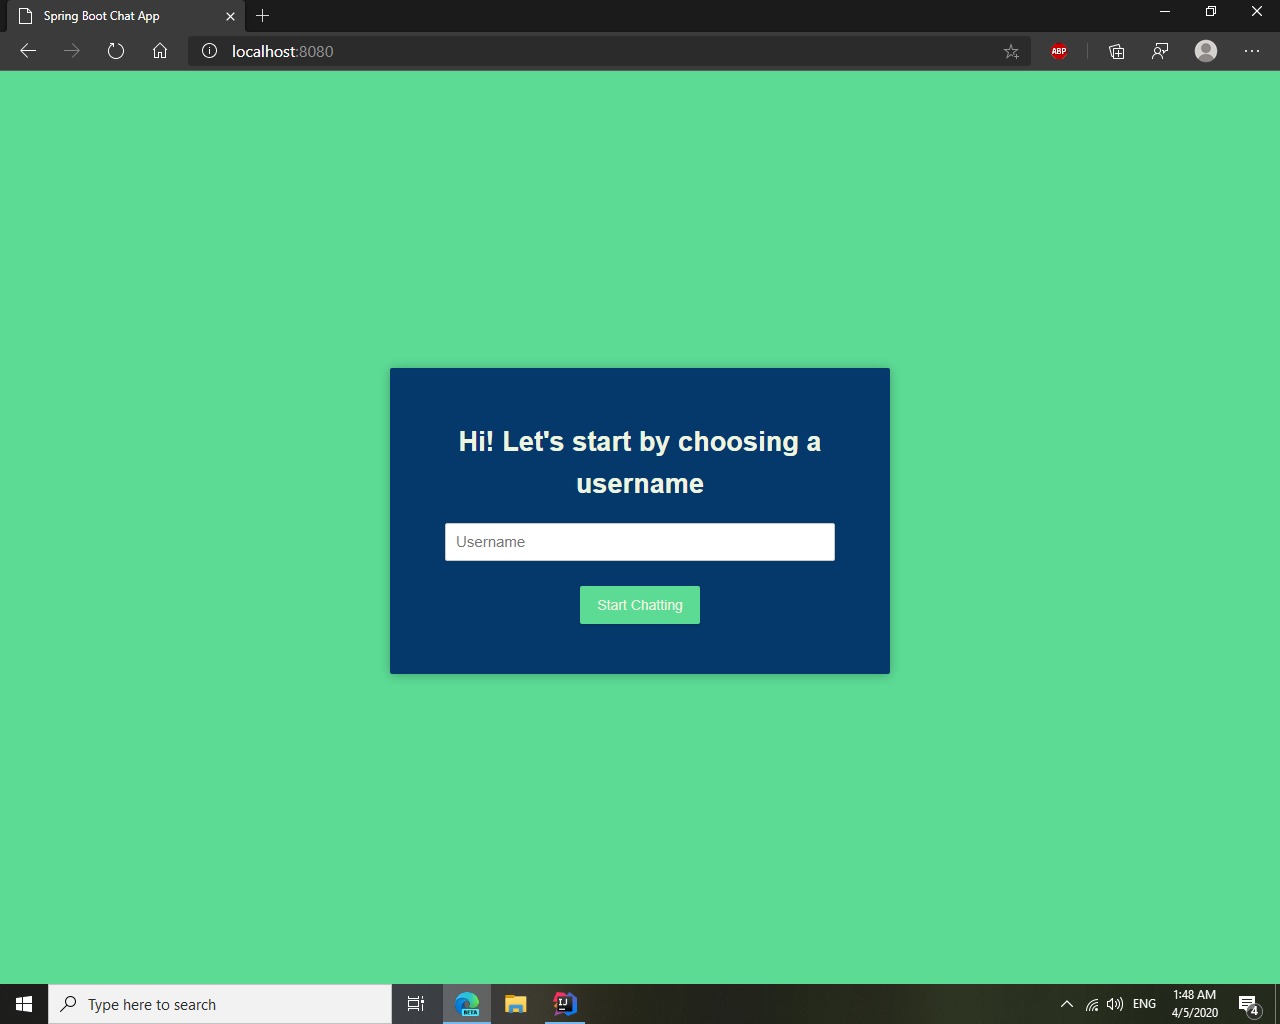 Spring Boot Chat App
localhost:8080
ABP
Hi! Let's start by choosing a
username
Username
Start Chatting
Type here to search
BETA
IJ
ENG
1:48 AM
4/5/2020
4